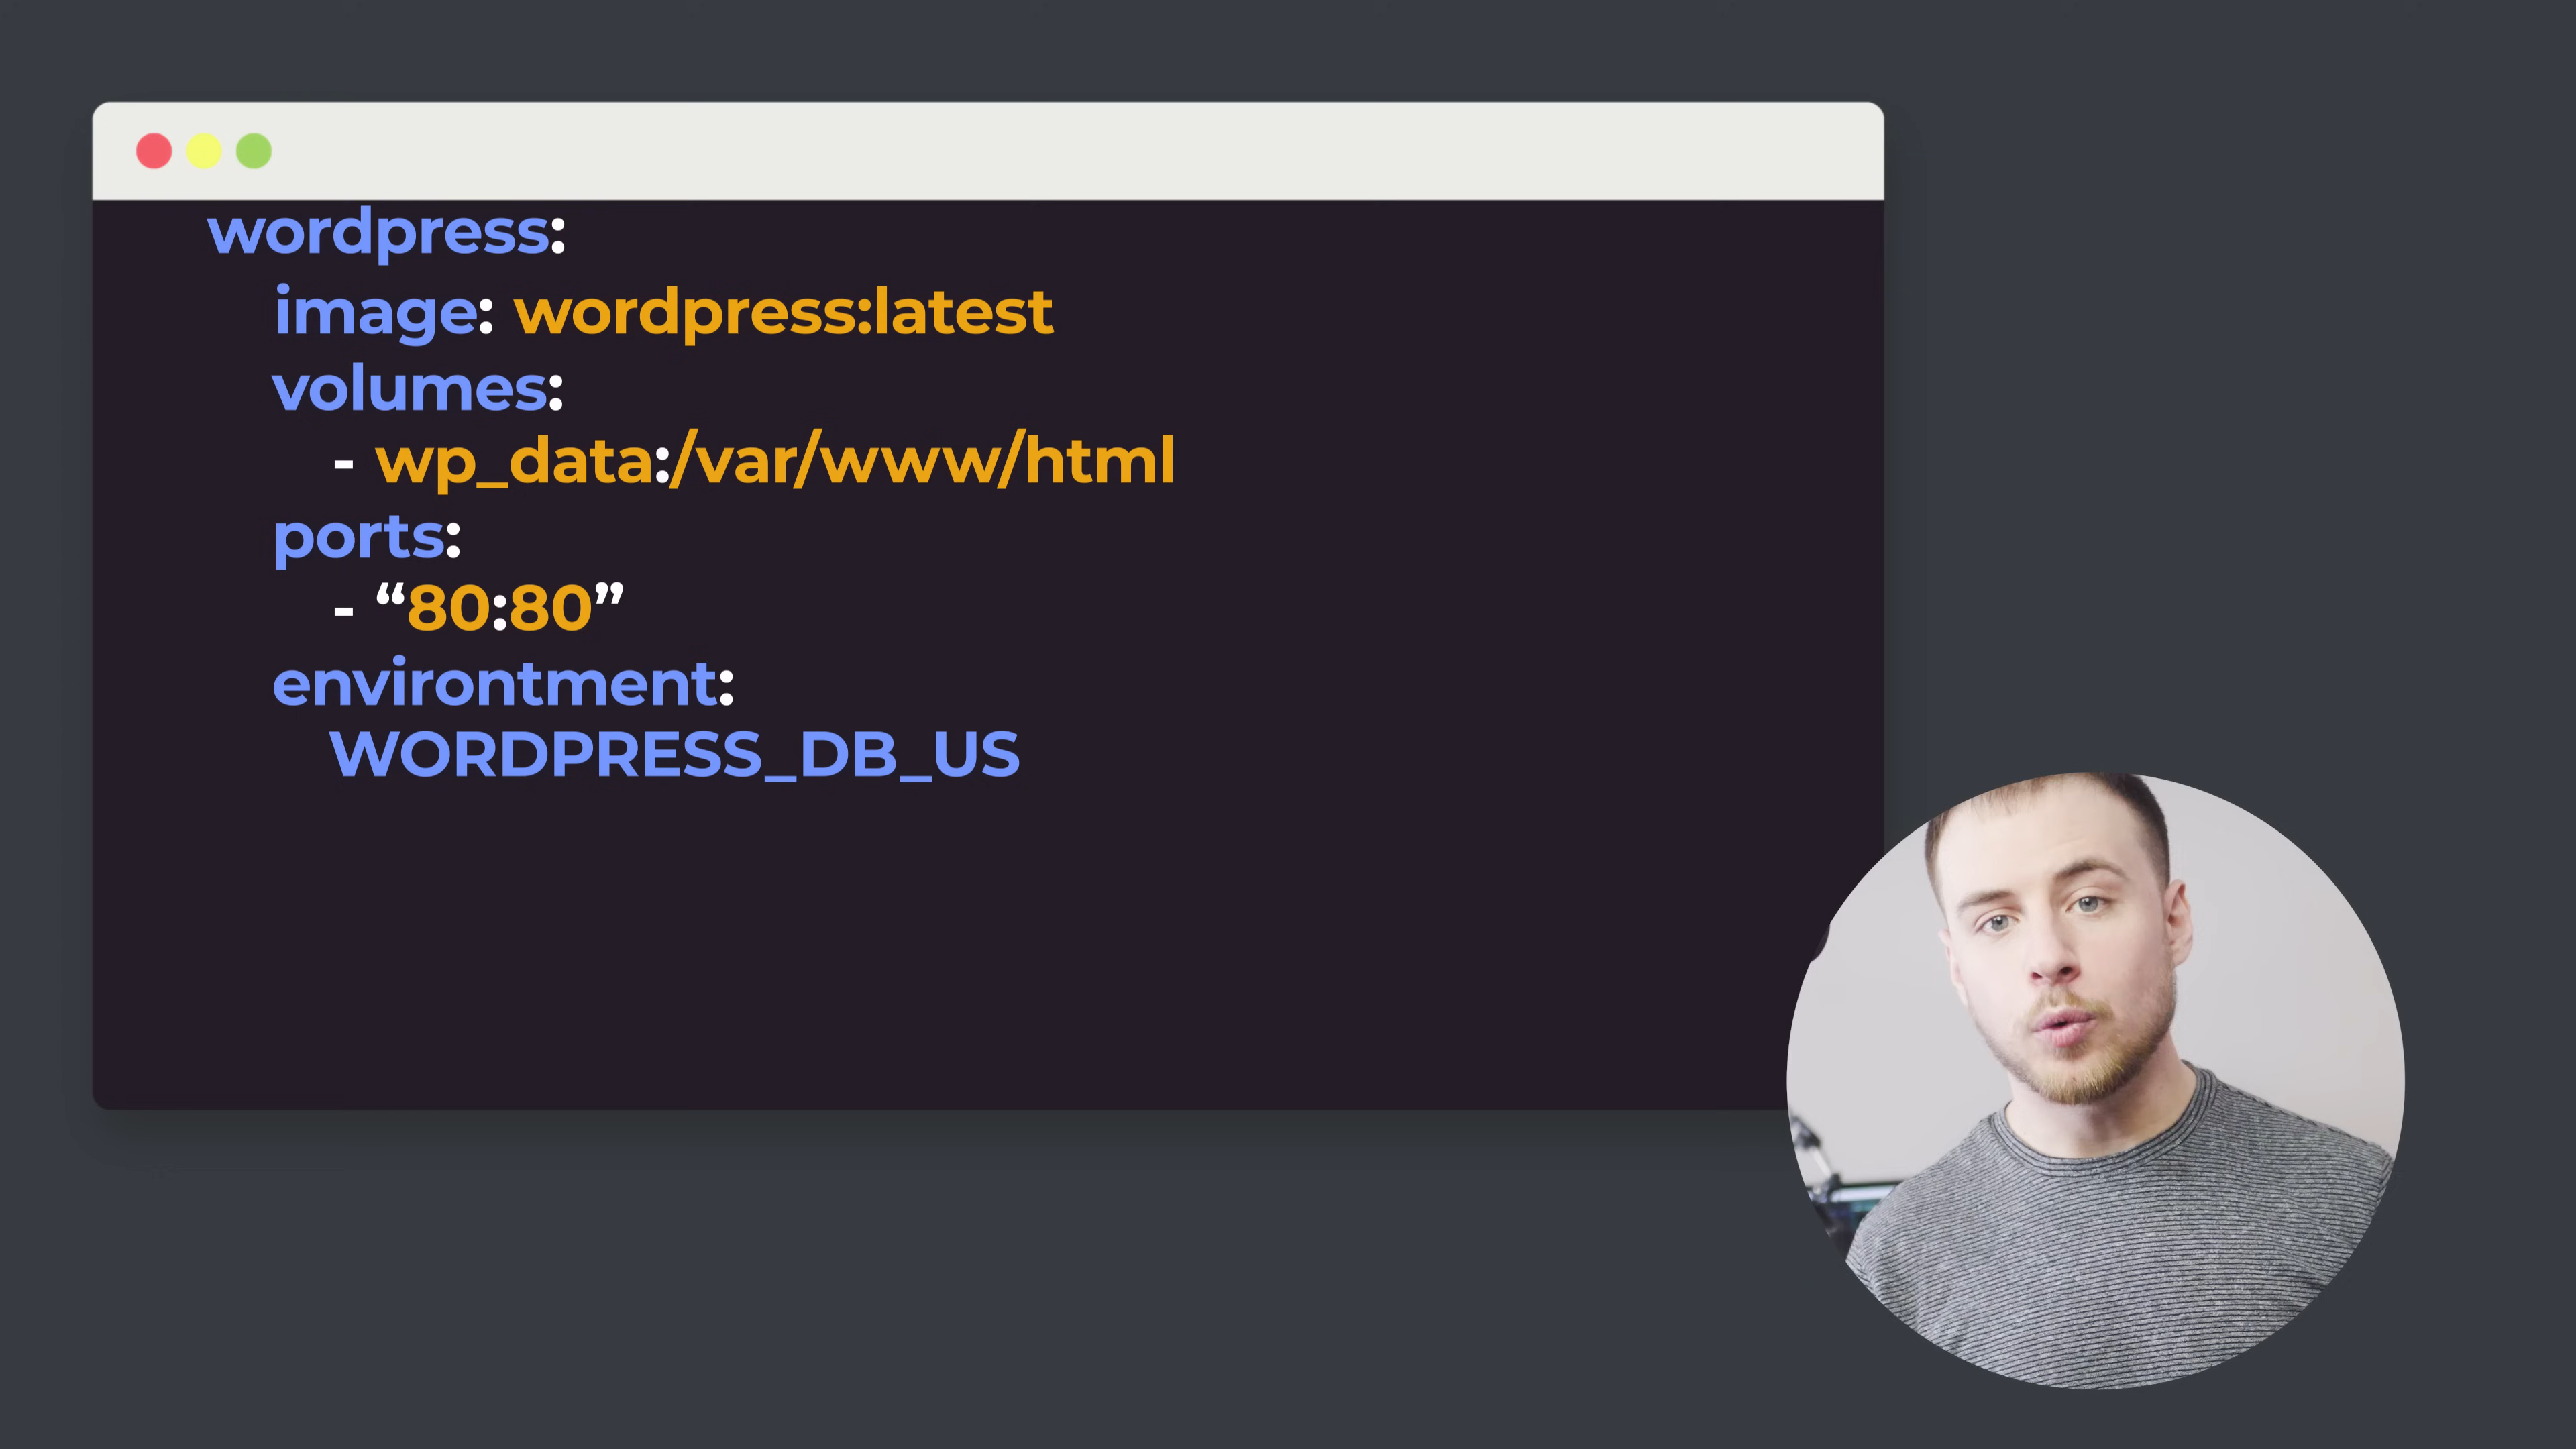 wordpress:
image: wordpress:latest
volumes:
- wp_data:/var/www/html
ports:
- “80:80”
environtment:
WORDPRESS_DB_US